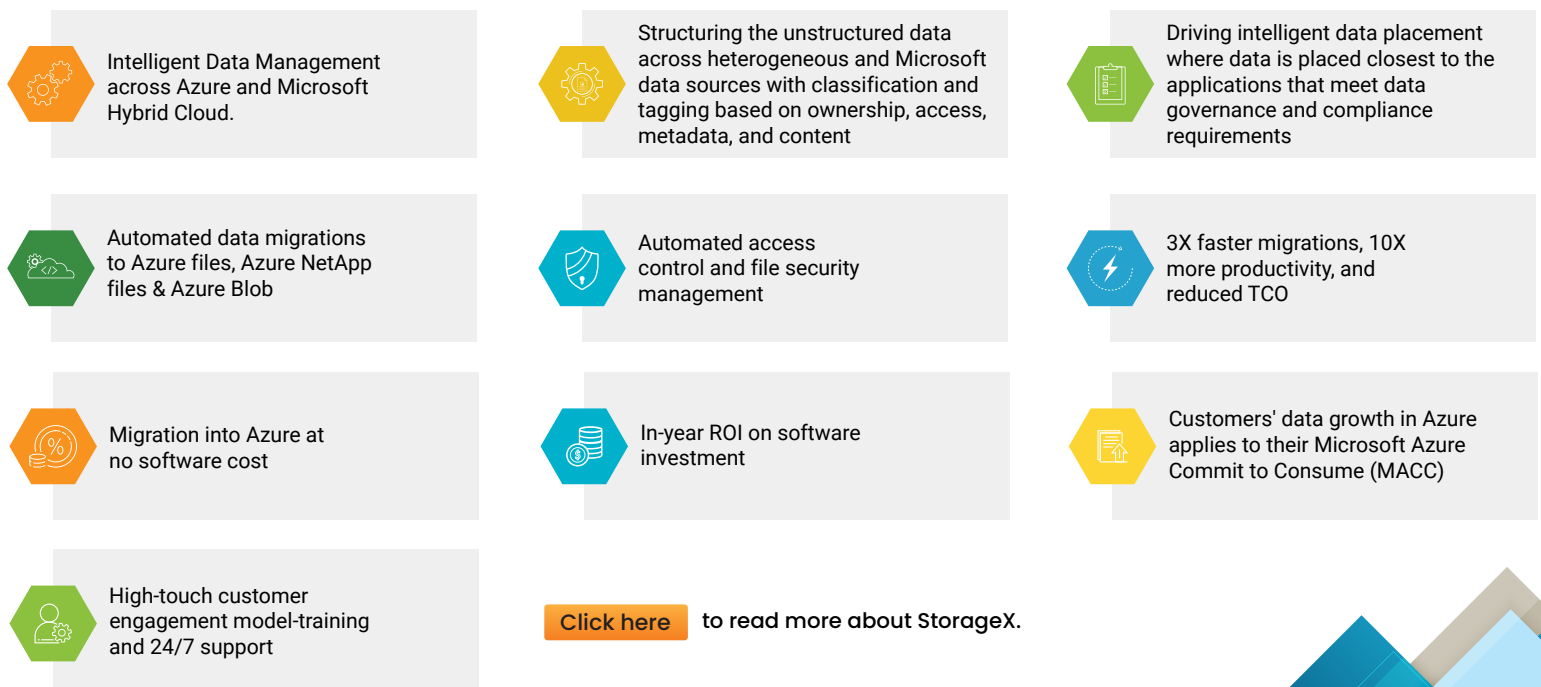 Intelligent Data Management
across Azure and Microsoft
Hybrid Cloud.
Structuring the unstructured data
across heterogeneous and Microsoft
data sources with classification and
tagging based on ownership, access,
metadata, and content
Driving intelligent data placement
where data is placed closest to the
applications that meet data
governance and compliance
requirements
Automated data migrations
to Azure files, Azure NetApp
files & Azure Blob
Automated access
control and file security
management
3X faster migrations, 10X
more productivity, and
reduced TCO
Migration into Azure at
no software cost
In-year ROI on software
investment
Customers' data growth in Azure
applies to their Microsoft Azure
Commit to Consume (MACC)
High-touch customer
engagement model-training
and 24/7 support
Click here to read more about StorageX.